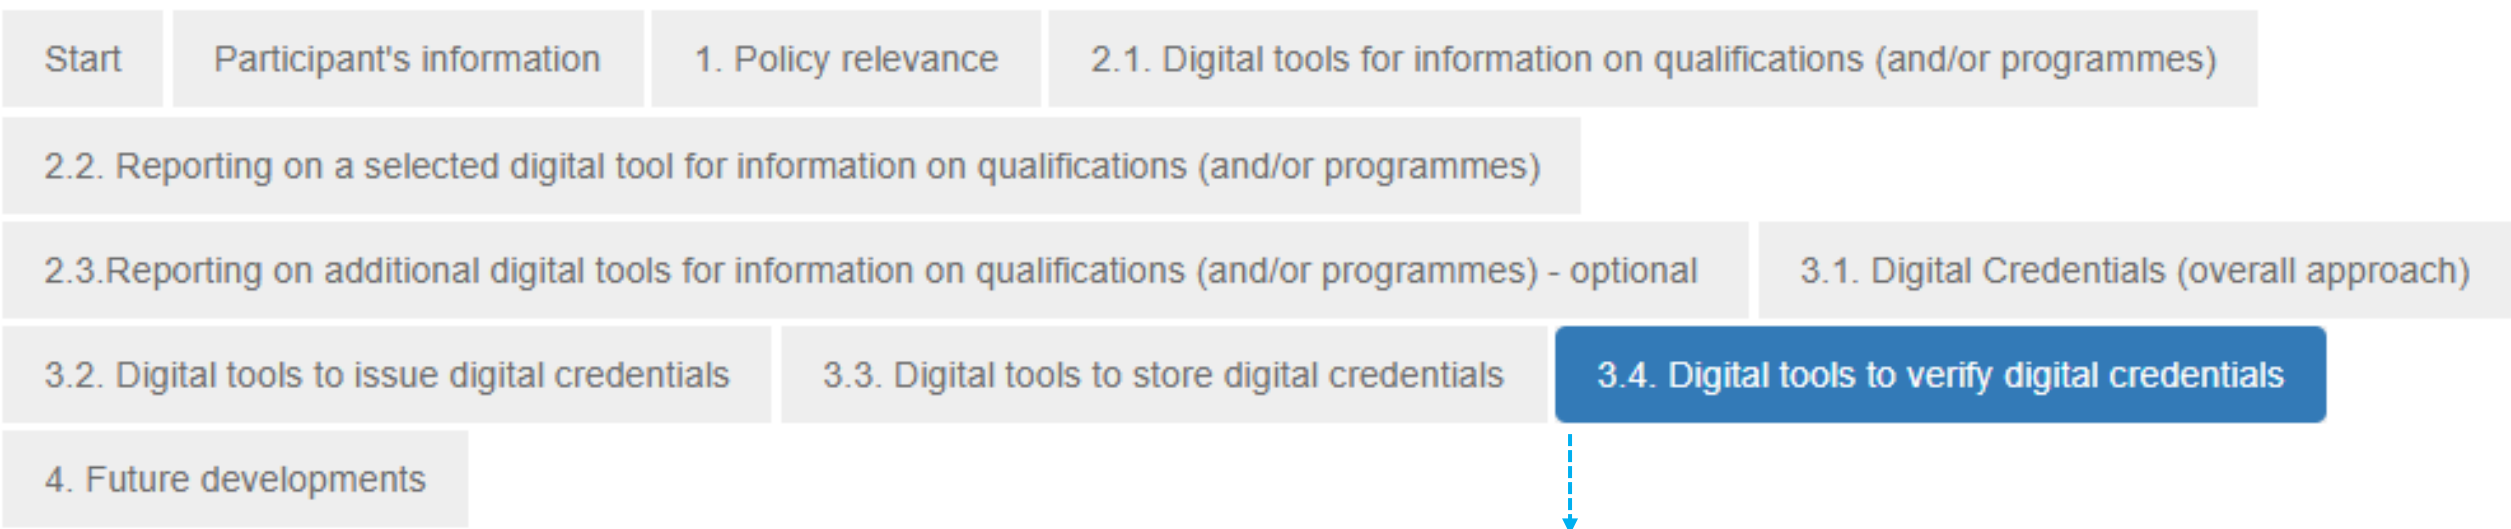 Start
Participant's information
1. Policy relevance
2.1. Digital tools for information on qualifications (and/or programmes)
2.2. Reporting on a selected digital tool for information on qualifications (and/or programmes)
2.3.Reporting on additional digital tools for information on qualifications (and/or programmes) - optional
3.1. Digital Credentials (overall approach)
3.2. Digital tools to issue digital credentials
3.3. Digital tools to store digital credentials
3.4. Digital tools to verify digital credentials
4. Future developments